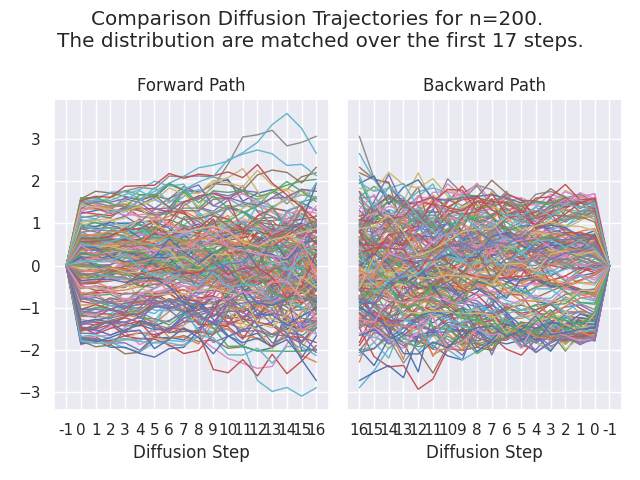 Comparison Diffusion Trajectories for n=200.
The distribution are matched over the first 17 steps.
Forward Path
Backward Path
3
2
1
0
−1
−2
−3
-1 0 1 2 3 4 5 6 7 8 9 10 11 12 13 14 15 16
16 15 14 13 12 11 10 9 8 7 6 5 4 3 2 1 0 -1
Diffusion Step
Diffusion Step